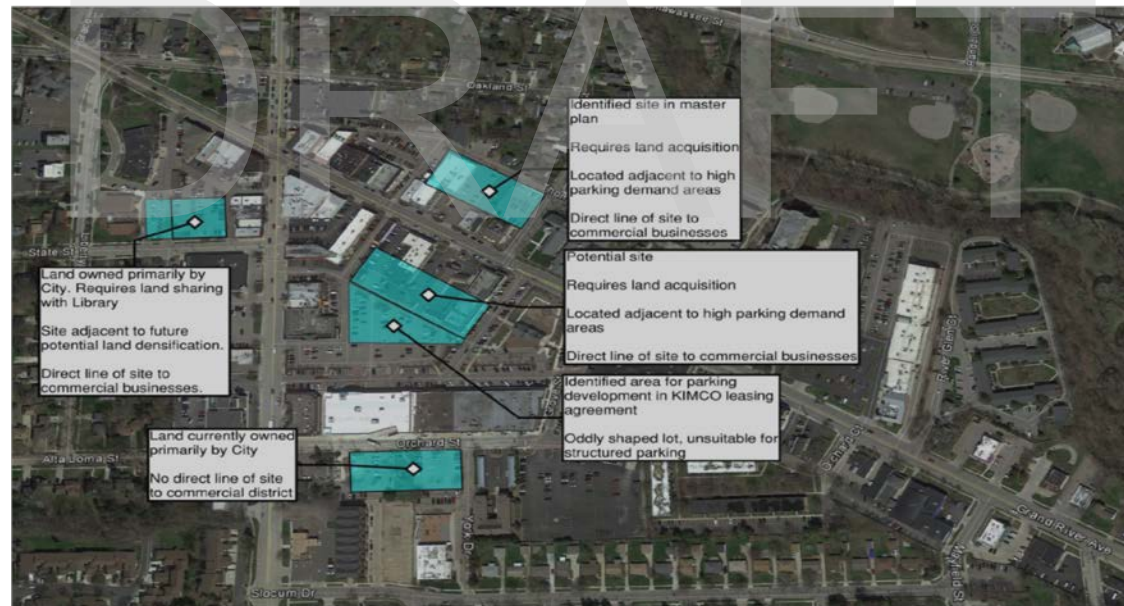 DRAFT
Oakland St
Identified site in master
plan
Requires land acquisition
Located adjacent to high
parking demand areas
Direct line of site to
commercial businesses
State St
Land owned primarily by
City. Requires land sharing
with Library
Site adjacent to future
potential land densification.
Direct line of site to
commercial businesses.
Potential site
Requires land acquisition
Located adjacent to high parking demand
areas
Direct line of site to commercial businesses
Identified area for parking
development in KIMCO leasing
agreement
Oddly shaped lot, unsuitable for
structured parking
River Glen St
Land currently owned
primarily by City
No direct line of site
to commercial district
Orchard St
Alta Loma St
Orchard St
Grand River Ave
York Dr
Slocum Dr